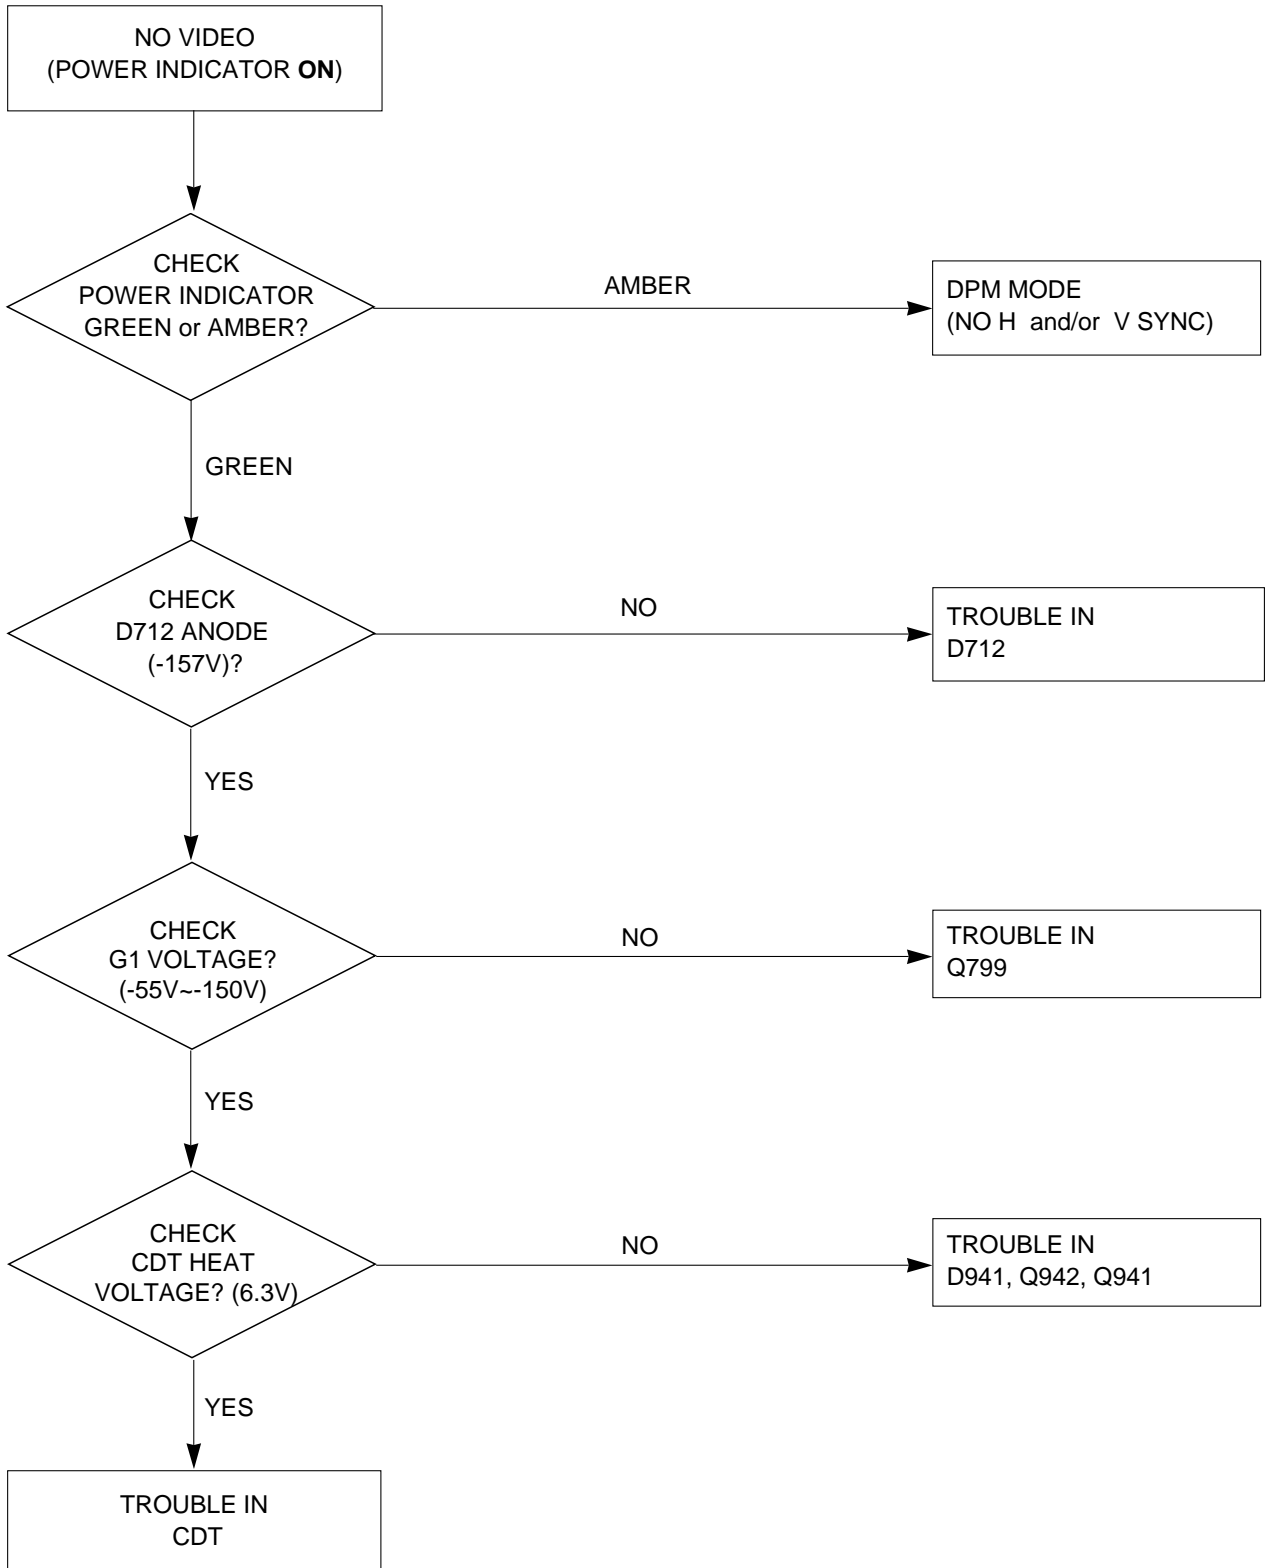 NO VIDEO
(POWER INDICATOR ON)
CHECK
POWER INDICATOR
GREEN or AMBER?
AMBER
DPM MODE
(NO H and/or V SYNC)
GREEN
CHECK
D712 ANODE
(-157V)?
NO
TROUBLE IN
D712
YES
CHECK
G1 VOLTAGE?
(-55V~-150V)
NO
TROUBLE IN
Q799
YES
CHECK
CDT HEAT
VOLTAGE? (6.3V)
NO
TROUBLE IN
D941, Q942, Q941
YES
TROUBLE IN
CDT